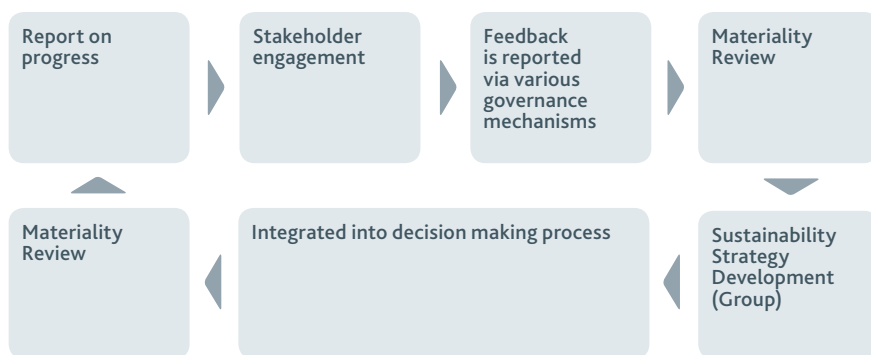 Report on
progress
Stakeholder
engagement
Feedback
is reported
via various
governance
mechanisms
Materiality
Review
Materiality
Review
Integrated into decision making process
Sustainability
Strategy
Development
(Group)